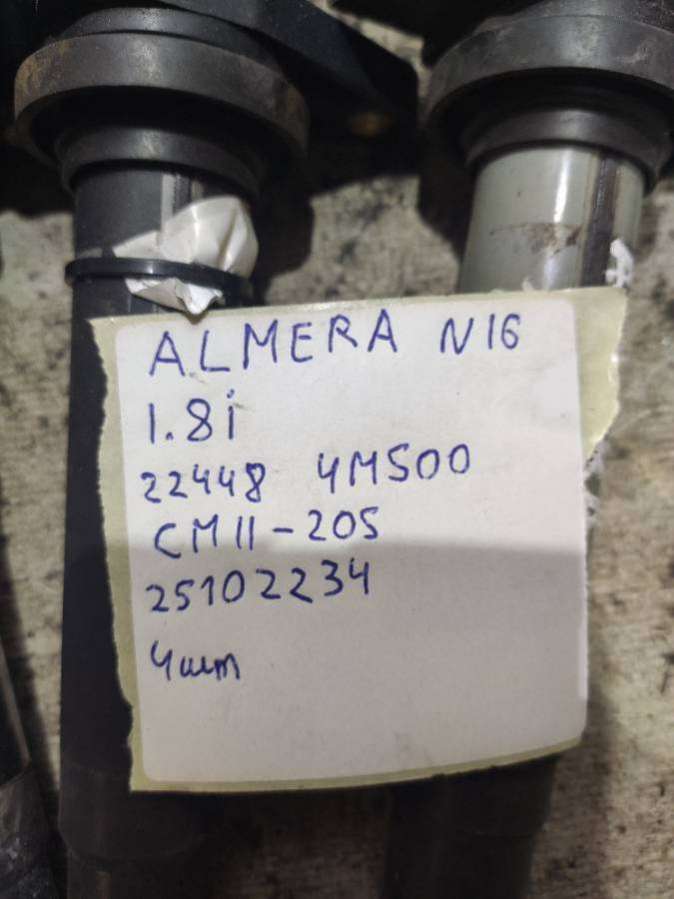 ALMERA N16
1.8i
22448 4M500
CM11-205
25102234
4шт